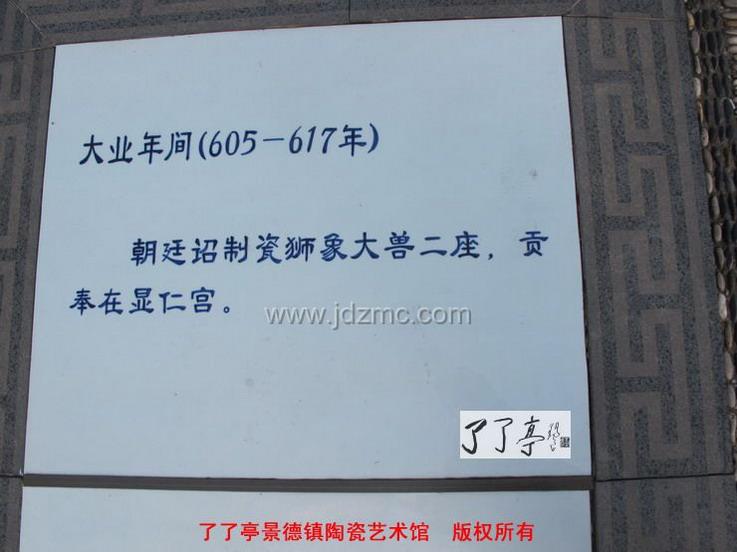 大业年间(605-617年)
朝廷诏制瓷狮象大兽二座，贡
奉在显仁宫。
www.jdzmc.com
了了亭
了了亭景德镇陶瓷艺术馆 版权所有